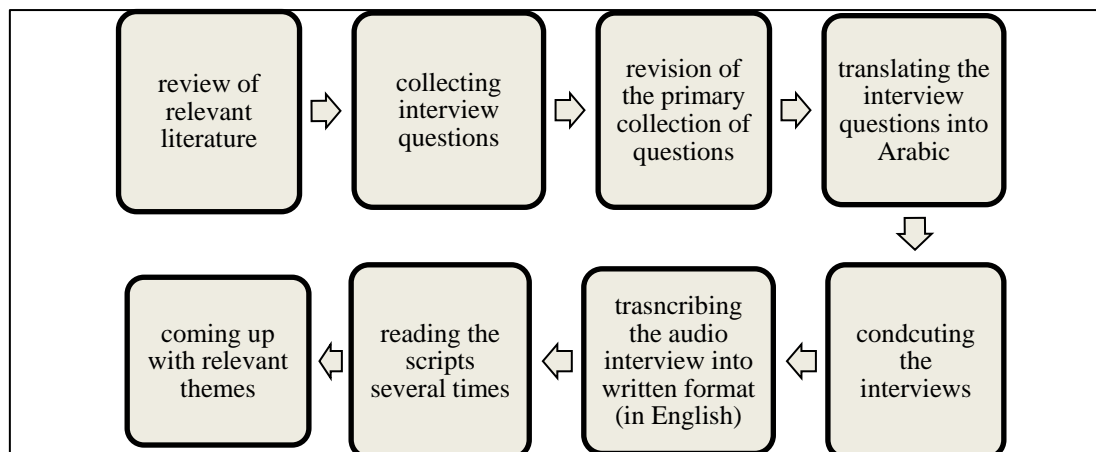 review of
relevant
literature
collecting
interview
questions
revision of
the primary
collection of
questions
translating the
interview
questions into
Arabic
condcuting
the
interviews
trasncribing
the audio
interview into
written format
(in English)
reading the
scripts
several times
coming up
with relevant
themes